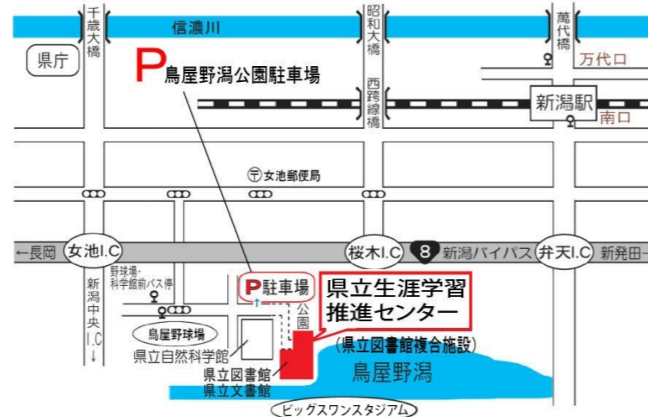 千歳大橋
信濃川
昭和大橋
萬代橋
県庁
P鳥屋野潟公園駐車場
西跨線橋
万代口
新潟駅
南口
〒女池郵便局
←長岡
女池I.C
桜木I.C
8
新潟バイパス
弁天I.C
新発田→
新潟中央I.C↓
野球場・
科学館前バス停
P駐車場
公園
県立生涯学習
推進センター
(県立図書館複合施設)
鳥屋野球場
県立自然科学館
県立図書館
県立文書館
鳥屋野潟
ビッグスワンスタジアム